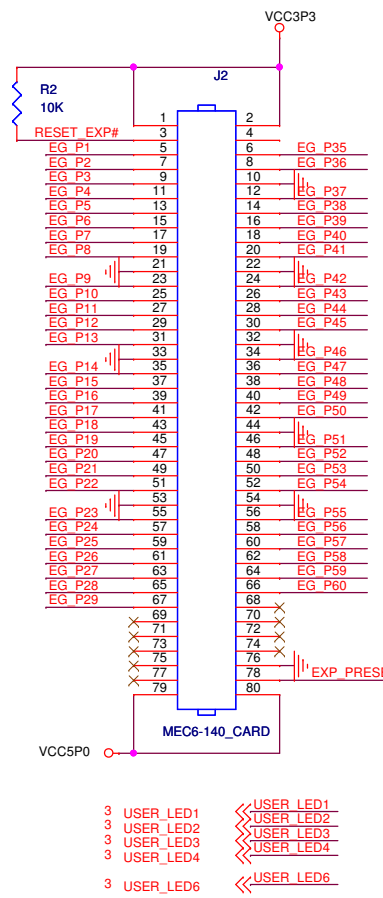 VCC3P3
J2
R2
10K
1 2
RESET_EXP# 3 4
EG_P1 5 6 EG_P35
EG_P2 7 8 EG_P36
EG_P3 9 10
EG_P4 11 12 EG_P37
EG_P5 13 14 EG_P38
EG_P6 15 16 EG_P39
EG_P7 17 18 EG_P40
EG_P8 19 20 EG_P41
21 22
EG_P9 23 24 EG_P42
EG_P10 25 26 EG_P43
EG_P11 27 28 EG_P44
EG_P12 29 30 EG_P45
EG_P13 31 32
33 34 EG_P46
EG_P14 35 36 EG_P47
EG_P15 37 38 EG_P48
EG_P16 39 40 EG_P49
EG_P17 41 42 EG_P50
EG_P18 43 44
EG_P19 45 46 EG_P51
EG_P20 47 48 EG_P52
EG_P21 49 50 EG_P53
EG_P22 51 52 EG_P54
53 54
EG_P23 55 56 EG_P55
EG_P24 57 58 EG_P56
EG_P25 59 60 EG_P57
EG_P26 61 62 EG_P58
EG_P27 63 64 EG_P59
EG_P28 65 66 EG_P60
EG_P29 67 68
69 70
71 72
73 74
75 76
77 78 EXP_PRESE
79 80
MEC6-140_CARD
VCC5P0
3 USER_LED1 USER_LED1
3 USER_LED2 USER_LED2
3 USER_LED3 USER_LED3
3 USER_LED4 USER_LED4
3 USER_LED6 USER_LED6